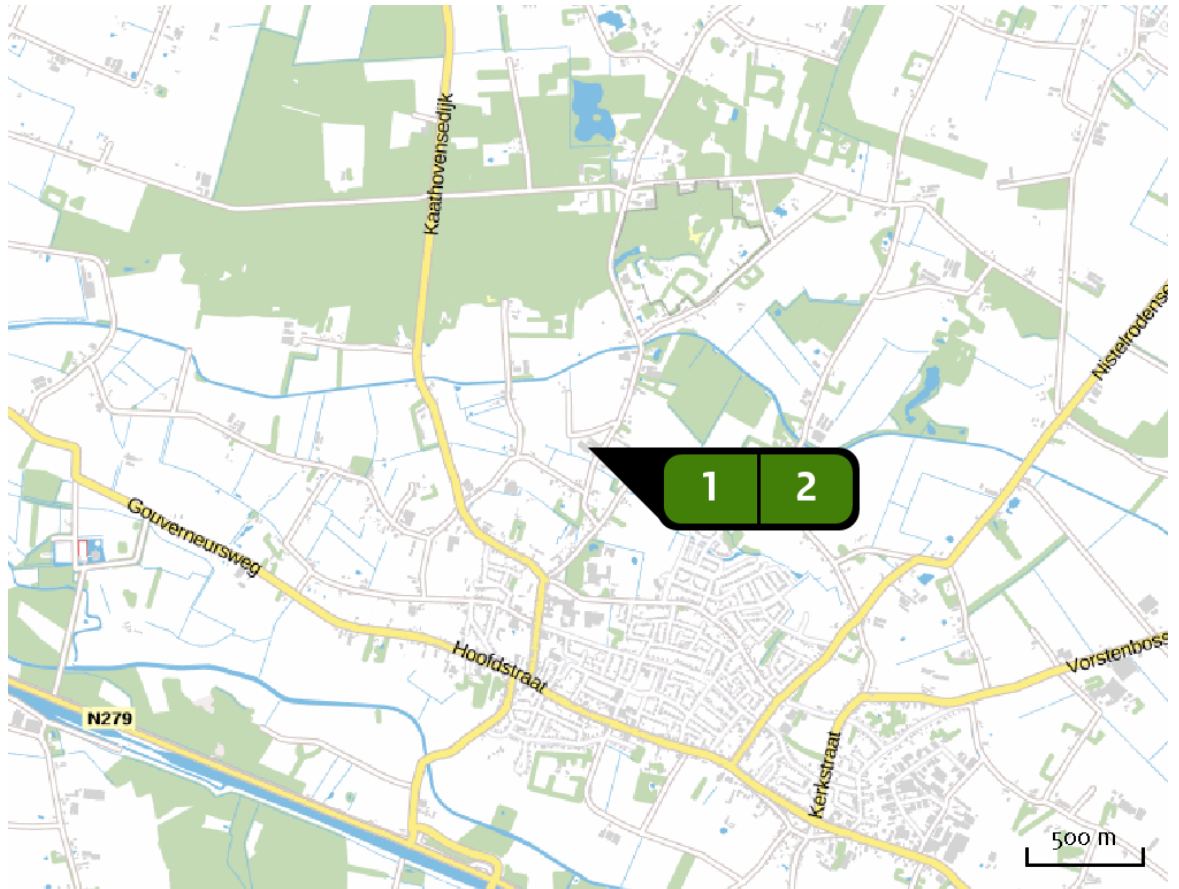 Kaathovensedijk
Nistelrodense
1 2
Gouverneursweg
Hoofdstraat
Vorstenboss
N279
Kerkstraat
500 m